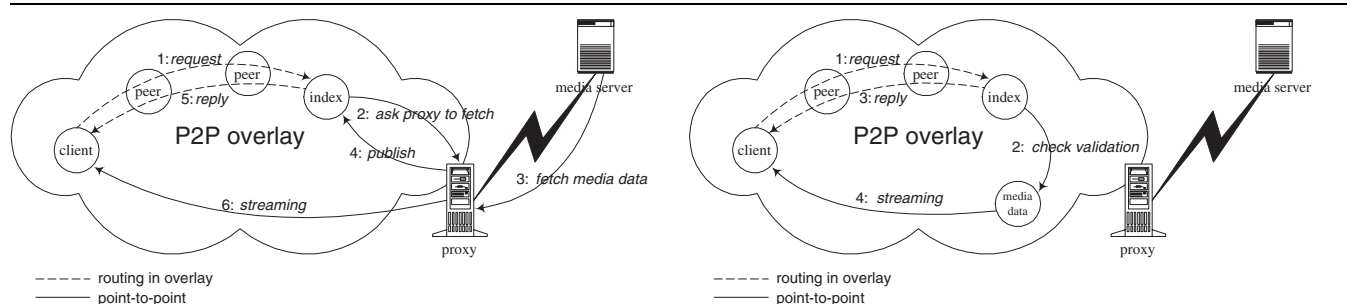 1: request
peer
peer
5: reply
index
media server
2: ask proxy to fetch
P2P overlay
client
4: publish
3: fetch media data
6: streaming
proxy
routing in overlay
point-to-point
1: request
peer
peer
3: reply
index
media server
P2P overlay
client
2: check validation
4: streaming
media
data
proxy
routing in overlay
point-to-point